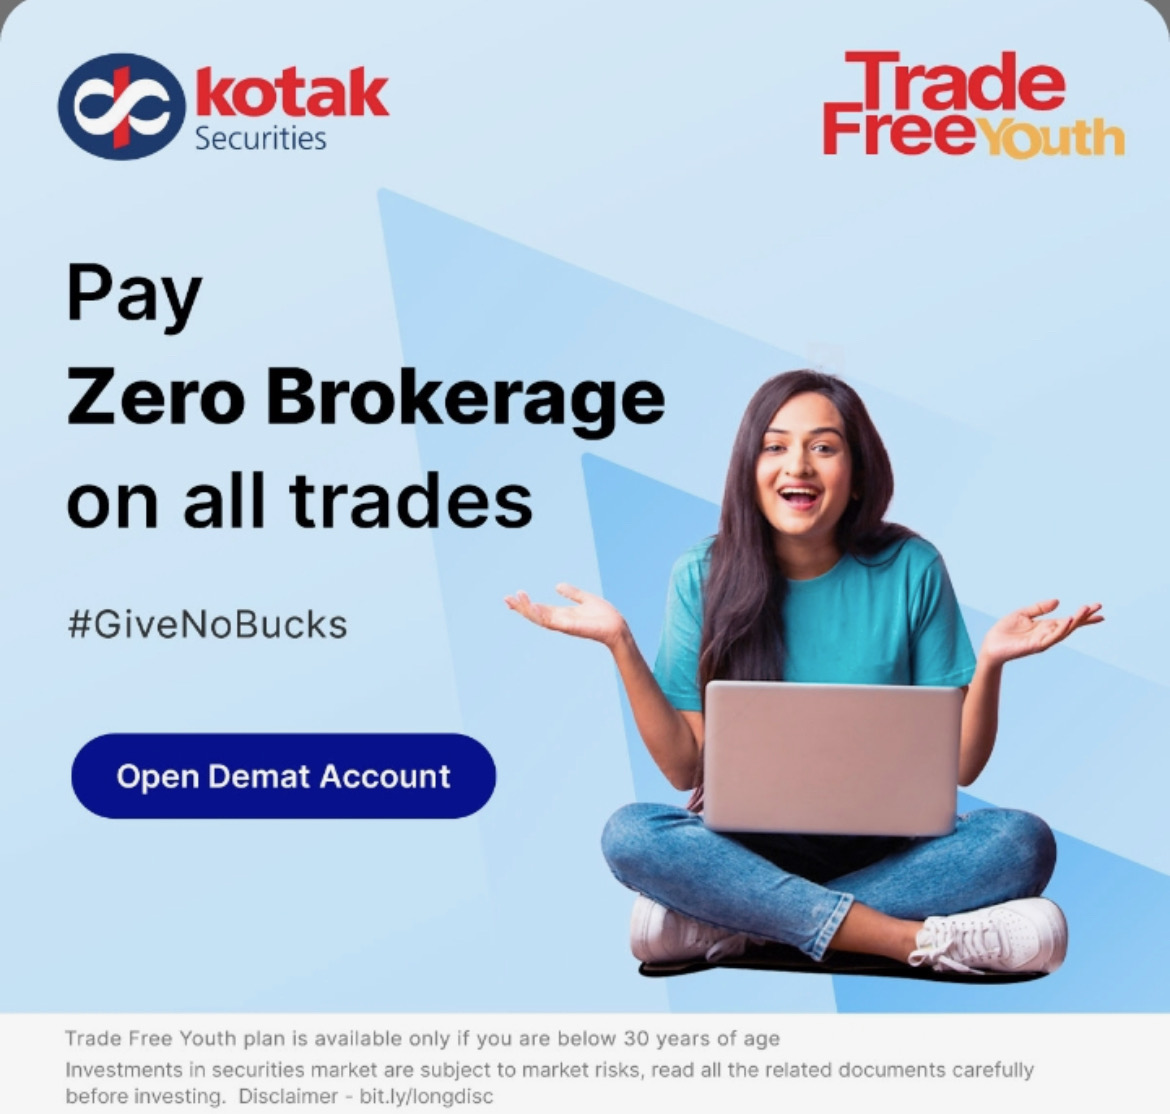 kotak
Securities
Trade
FreeYouth
Pay
Zero Brokerage
on all trades
#GiveNoBucks
Open Demat Account
Trade Free Youth plan is available only if you are below 30 years of age
Investments in securities market are subject to market risks, read all the related documents carefully
before investing. Disclaimer - bit.ly/longdisc